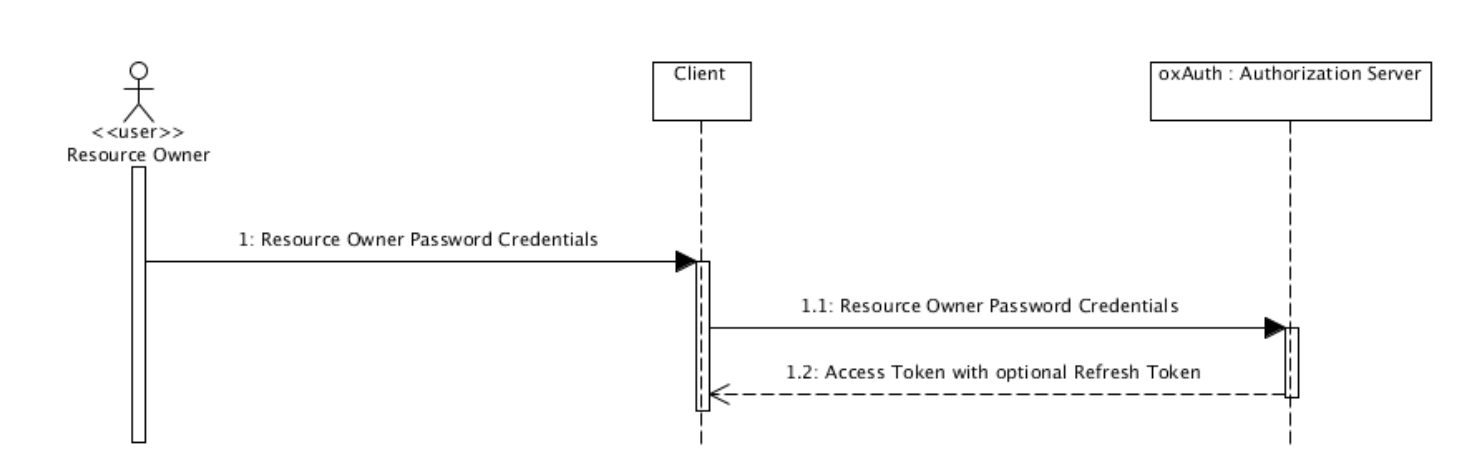 Client
oxAuth : Authorization Server
<<user>>
Resource Owner
1: Resource Owner Password Credentials
1.1: Resource Owner Password Credentials
1.2: Access Token with optional Refresh Token